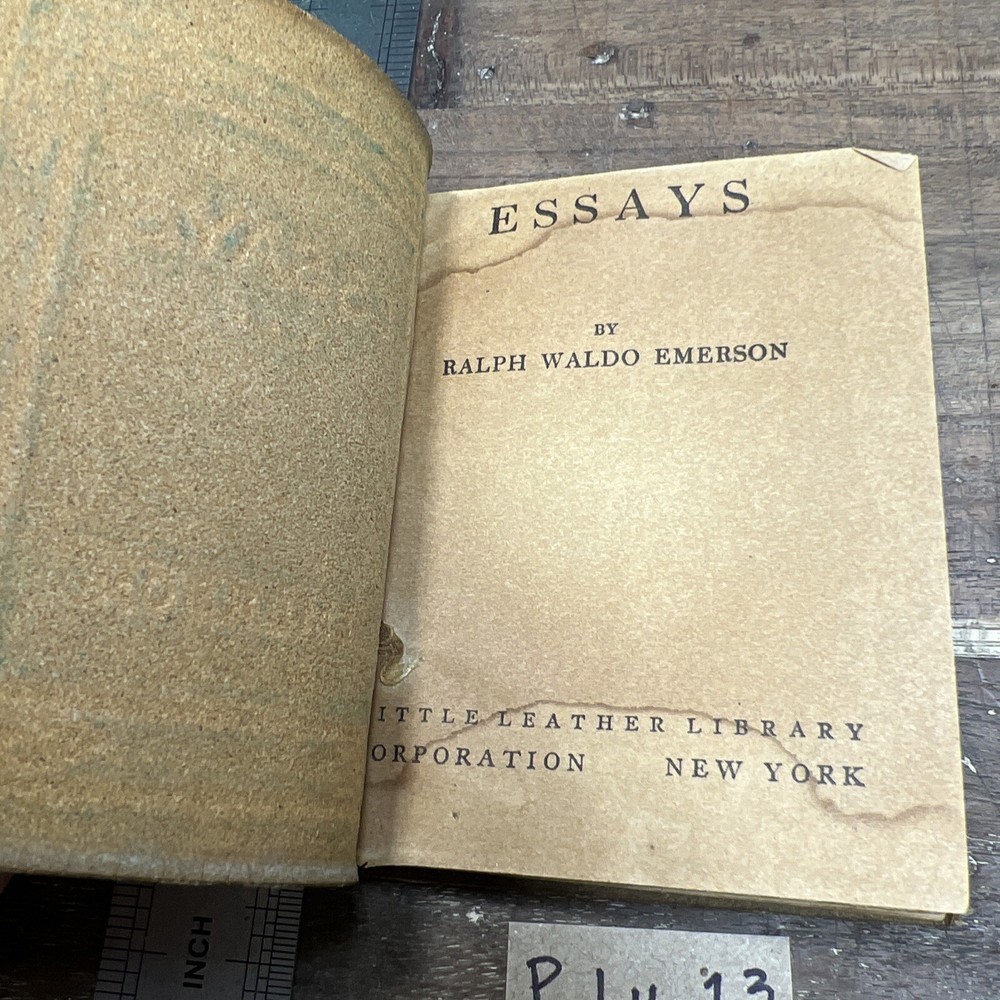 ESSAYS
BY
RALPH WALDO EMERSON
ITTLE LEATHER LIBRARY
ORPORATION NEW YORK
INCH